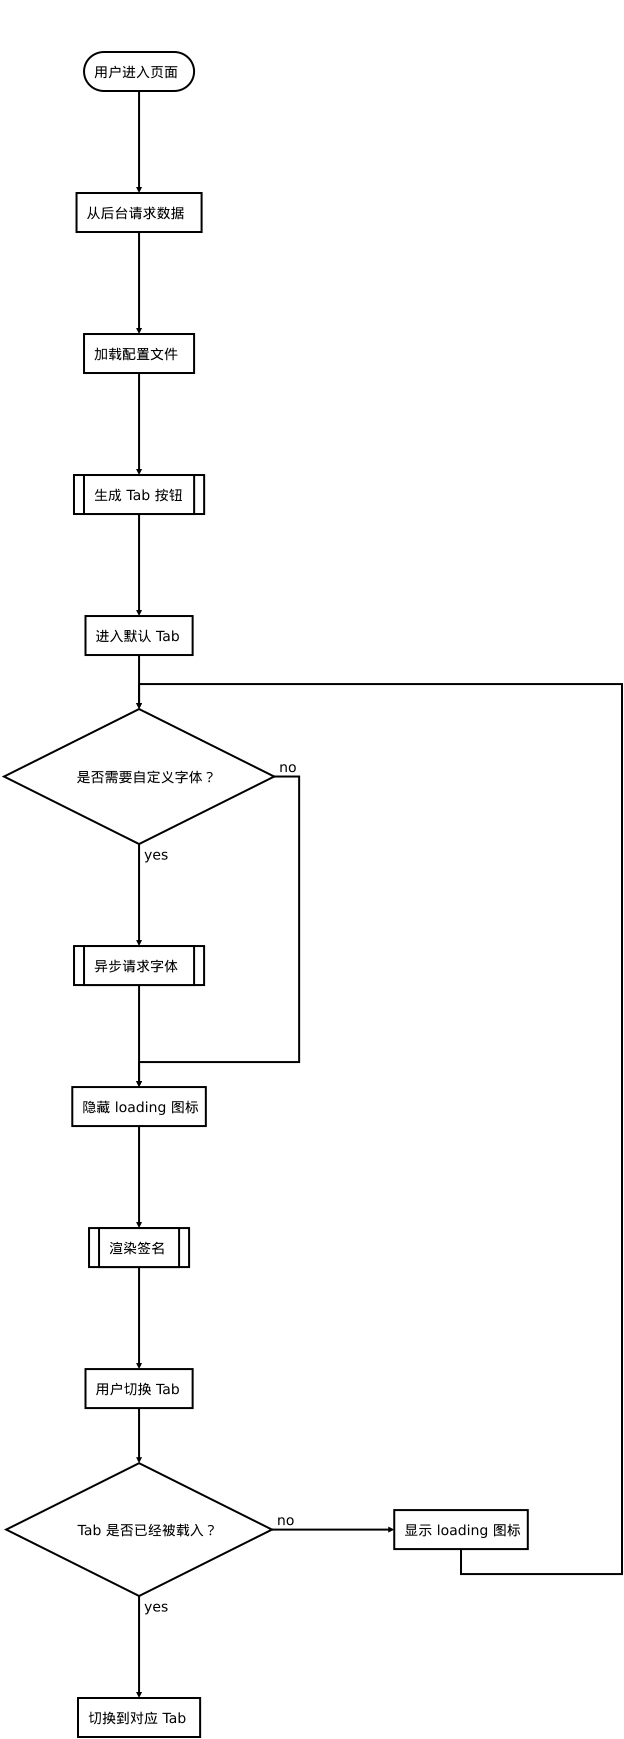 用户进入页面
从后台请求数据
加载配置文件
生成 Tab 按钮
进入默认 Tab
是否需要自定义字体？
no
yes
异步请求字体
隐藏 loading 图标
渲染签名
用户切换 Tab
Tab 是否已经被载入？
no
显示 loading 图标
yes
切换到对应 Tab